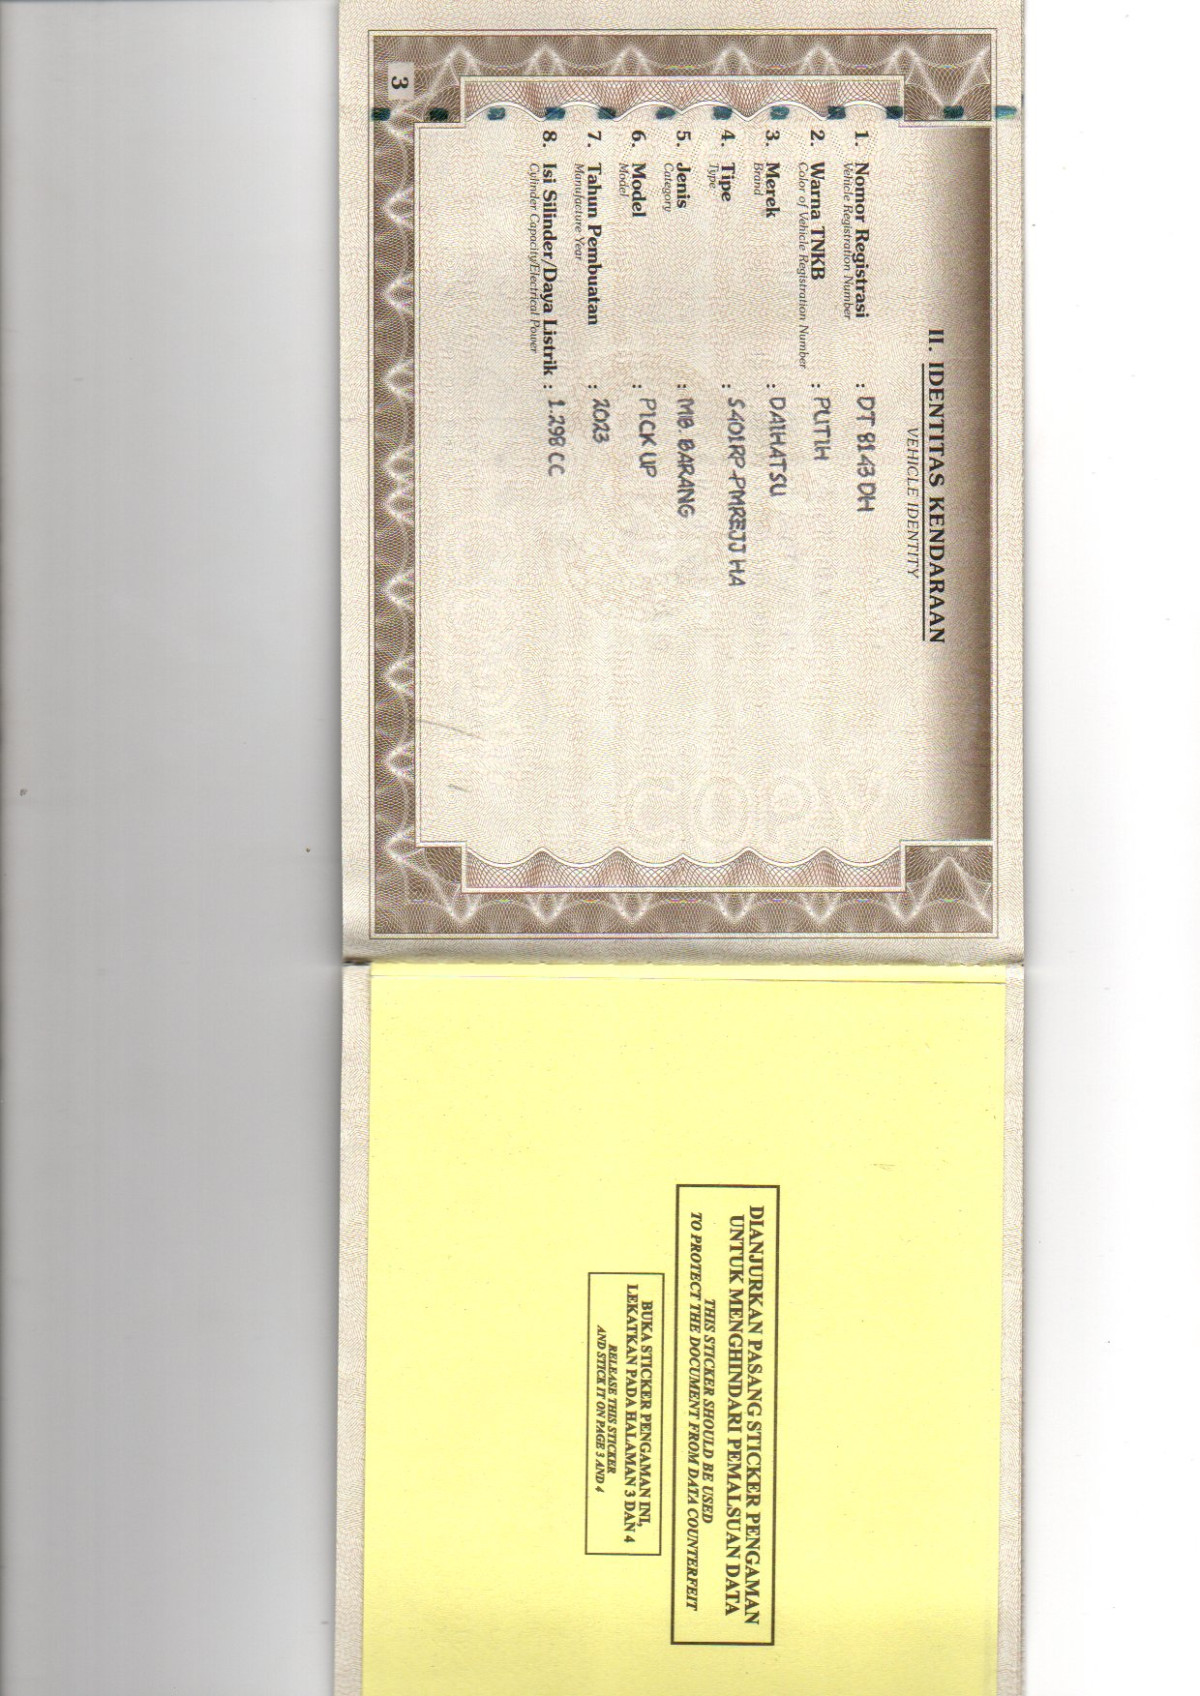 II. IDENTITAS KENDARAAN
VEHICLE IDENTITY
1. Nomor Registrasi : DT 8143 DH
Vehicle Registration Number
2. Warna TNKB : PUTIH
Color of Vehicle Registration Number
3. Merek : DAIHATSU
Brand
4. Tipe : S401RP-PMREJJ HA
Type
5. Jenis : MB. BARANG
Category
6. Model : PICK UP
Model
7. Tahun Pembuatan : 2023
Manufacture Year
8. Isi Silinder/Daya Listrik : 1.298 CC
Cylinder Capacity/Electrical Power
COPY
3
DIANJURKAN PASANG STICKER PENGAMAN
UNTUK MENGHINDARI PEMALSUAN DATA
THIS STICKER SHOULD BE USED
TO PROTECT THE DOCUMENT FROM DATA COUNTERFEIT
BUKA STICKER PENGAMAN INI,
LEKATKAN PADA HALAMAN 3 DAN 4
RELEASE THIS STICKER
AND STICK IT ON PAGE 3 AND 4